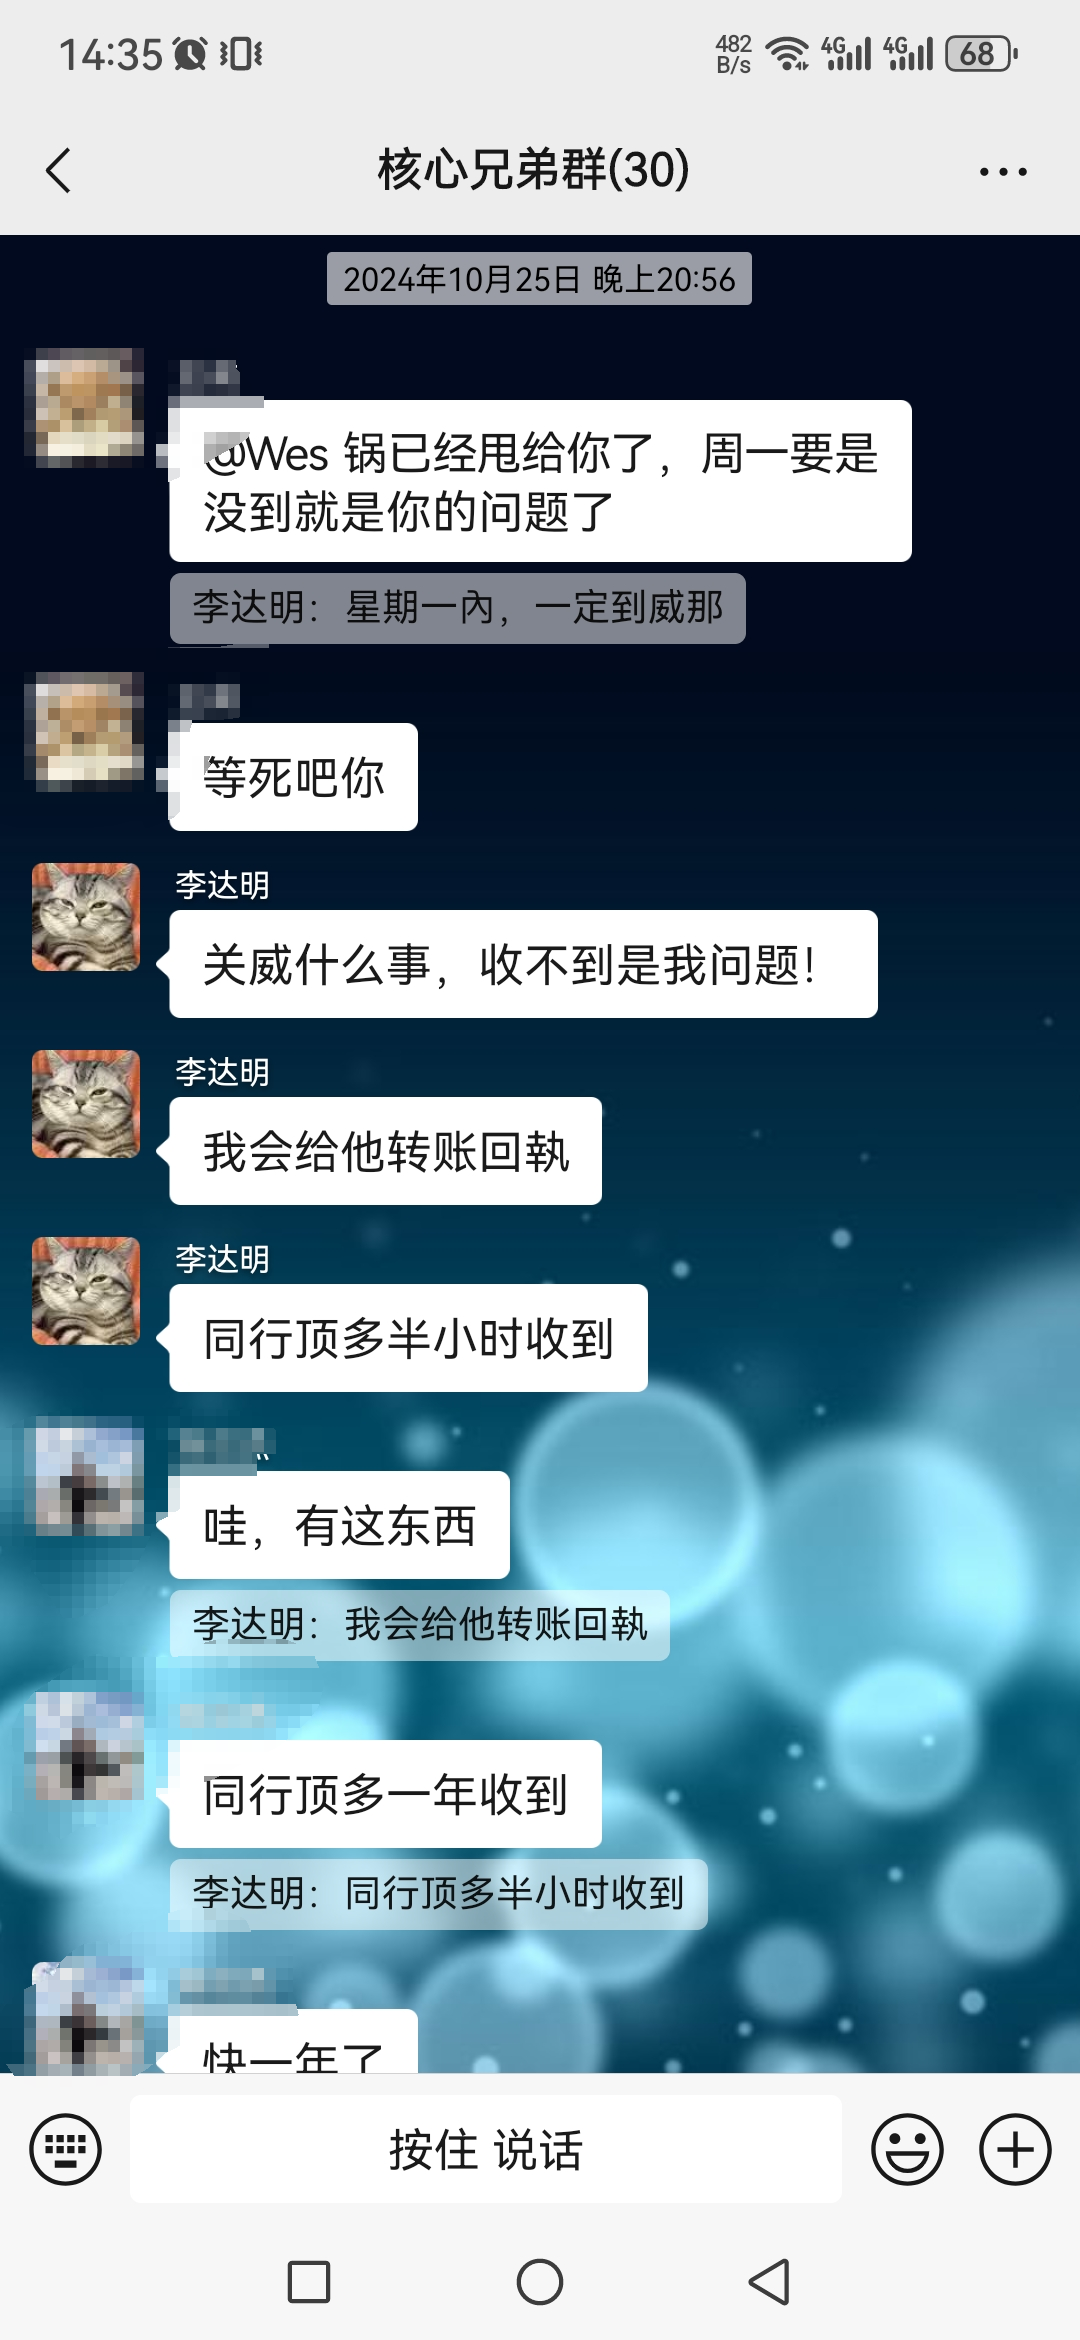 14:35
482
B/s
4G
4G
68
核心兄弟群(30)
2024年10月25日 晚上20:56
@Wes 锅已经甩给你了，周一要是
没到就是你的问题了
李达明：星期一內，一定到威那
等死吧你
李达明
关威什么事，收不到是我问题！
李达明
我会给他转账回執
李达明
同行顶多半小时收到
哇，有这东西
李达明：我会给他转账回執
同行顶多一年收到
李达明：同行顶多半小时收到
快一年了
按住 说话